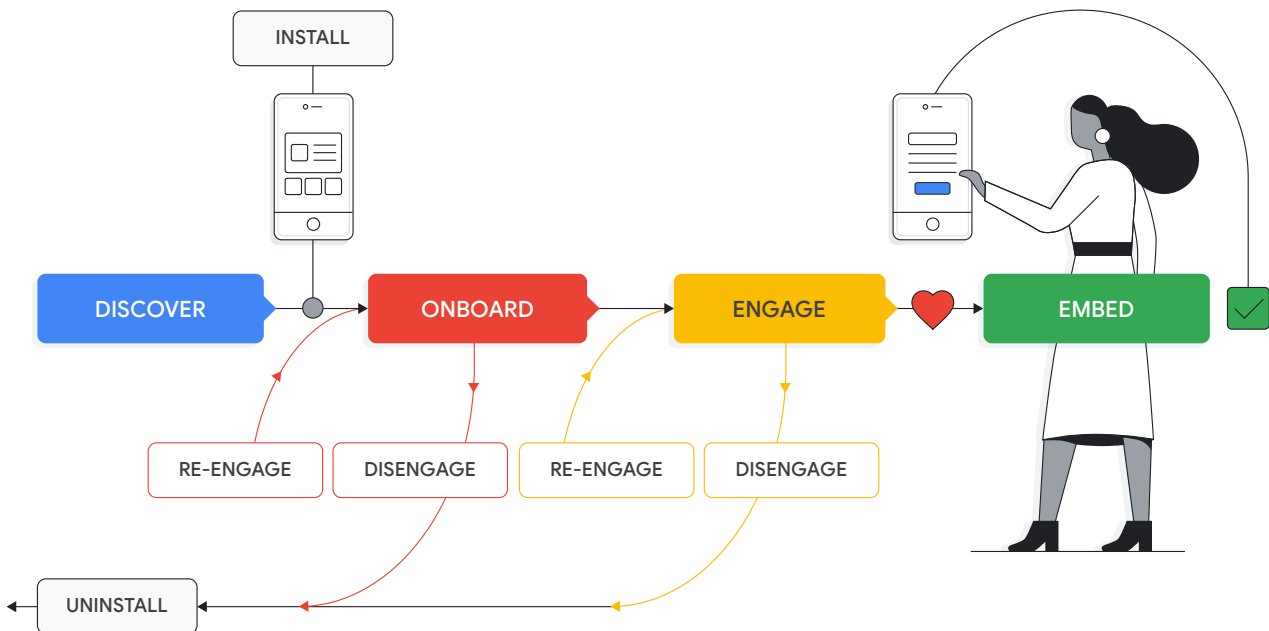 INSTALL
DISCOVER
ONBOARD
ENGAGE
EMBED
RE-ENGAGE
DISENGAGE
RE-ENGAGE
DISENGAGE
UNINSTALL